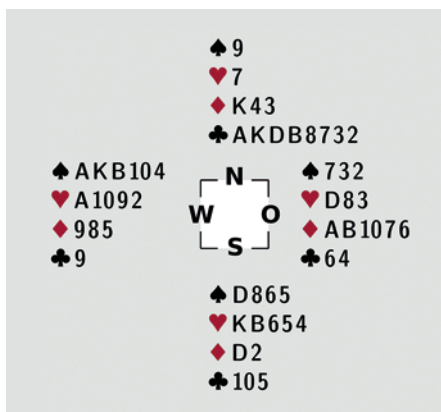 ♠9
♥7
♦K43
♣AKDB8732
♠AKB104
♥A1092
♦985
♣9
N
W O
S
♠732
♥D83
♦AB1076
♣64
♠D865
♥KB654
♦D2
♣105